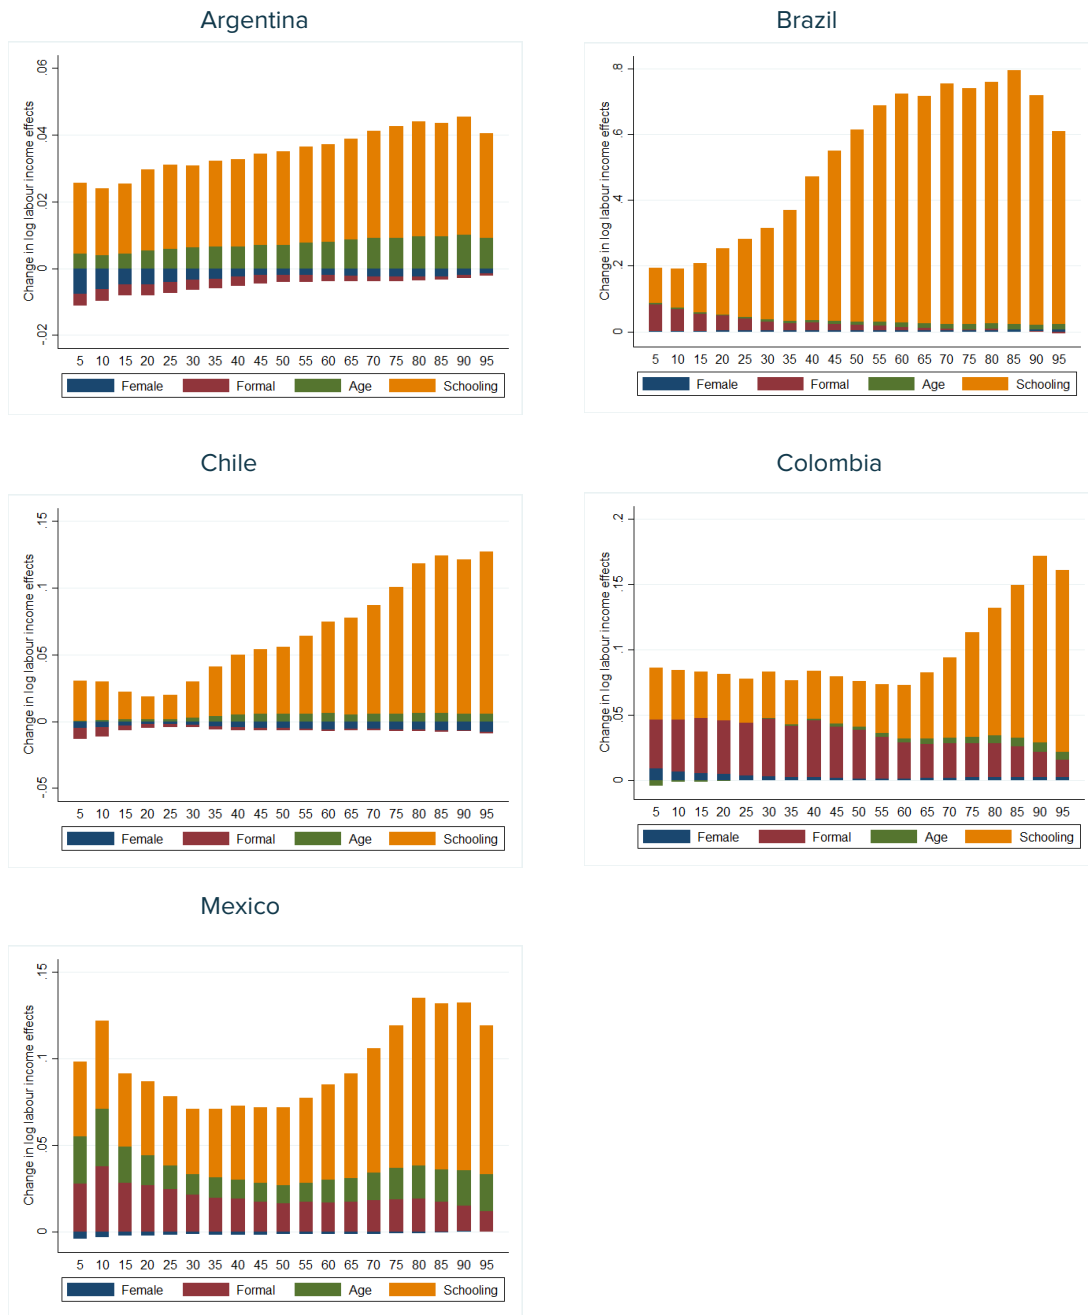 Argentina
Change in log labour income effects
.06
.04
.02
0
-.02
5 10 15 20 25 30 35 40 45 50 55 60 65 70 75 80 85 90 95
Female Formal Age Schooling
Brazil
Change in log labour income effects
.8
.6
.4
.2
0
5 10 15 20 25 30 35 40 45 50 55 60 65 70 75 80 85 90 95
Female Formal Age Schooling
Chile
Change in log labour income effects
.15
.1
.05
0
-.05
5 10 15 20 25 30 35 40 45 50 55 60 65 70 75 80 85 90 95
Female Formal Age Schooling
Colombia
Change in log labour income effects
.2
.15
.1
.05
0
5 10 15 20 25 30 35 40 45 50 55 60 65 70 75 80 85 90 95
Female Formal Age Schooling
Mexico
Change in log labour income effects
.15
.1
.05
0
5 10 15 20 25 30 35 40 45 50 55 60 65 70 75 80 85 90 95
Female Formal Age Schooling